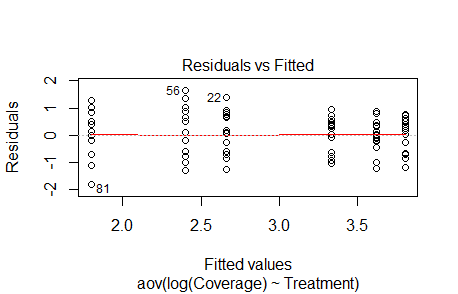 Residuals vs Fitted
Residuals
2
1
0
-1
-2
56
22
81
2.0 2.5 3.0 3.5
Fitted values
aov(log(Coverage) ~ Treatment)